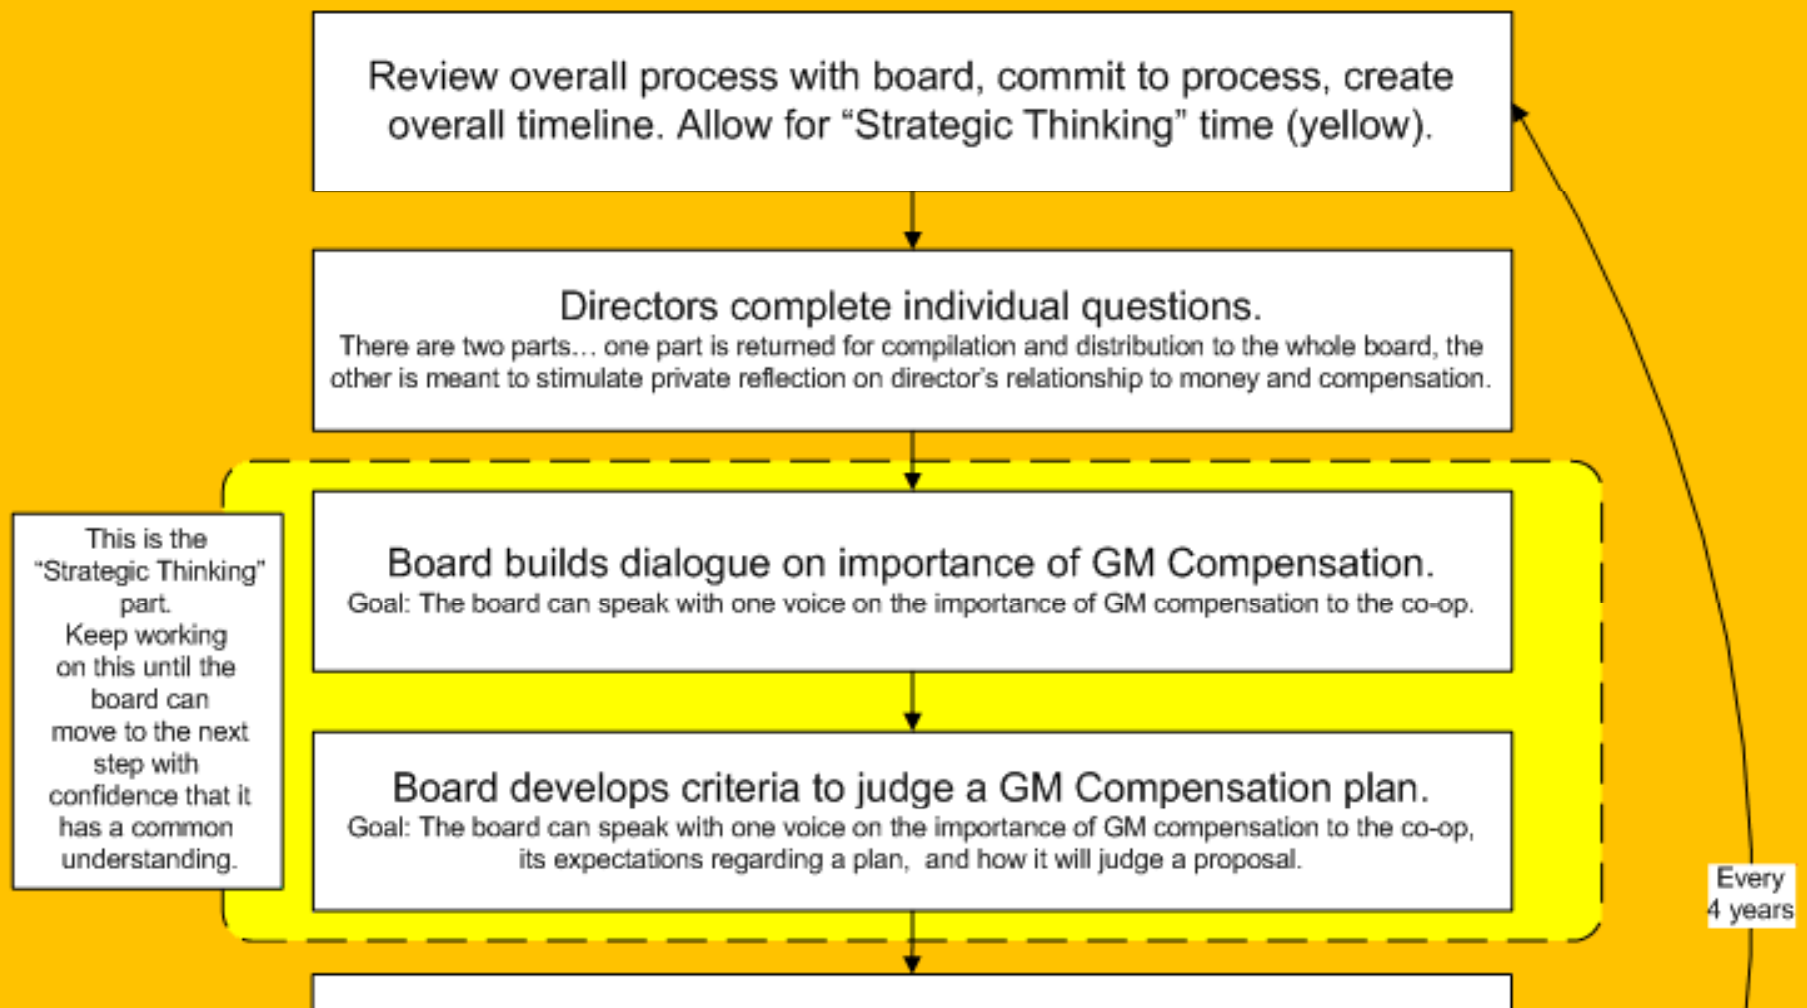 Review overall process with board, commit to process, create
overall timeline. Allow for “Strategic Thinking” time (yellow).
Directors complete individual questions.
There are two parts... one part is returned for compilation and distribution to the whole board, the
other is meant to stimulate private reflection on director's relationship to money and compensation.
This is the
“Strategic Thinking”
part.
Keep working
on this until the
board can
move to the next
step with
confidence that it
has a common
understanding.
Board builds dialogue on importance of GM Compensation.
Goal: The board can speak with one voice on the importance of GM compensation to the co-op.
Board develops criteria to judge a GM Compensation plan.
Goal: The board can speak with one voice on the importance of GM compensation to the co-op,
its expectations regarding a plan,  and how it will judge a proposal.
Every
4 years